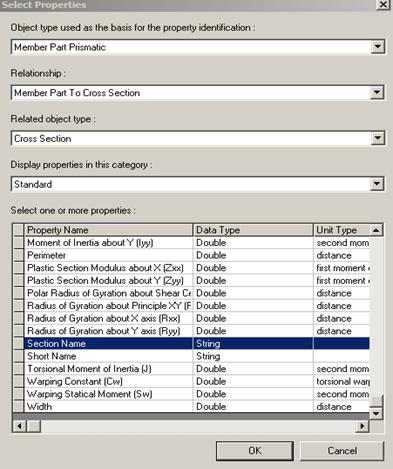 Select Properties
Object type used as the basis for the property identification :
Member Part Prismatic
Relationship :
Member Part To Cross Section
Related object type :
Cross Section
Display properties in this category :
Standard
Select one or more properties :
Property Name Data Type Unit Type
Moment of Inertia about Y (Iyy) Double second mom
Perimeter Double distance
Plastic Section Modulus about X (Zxx) Double first moment
Plastic Section Modulus about Y (Zyy) Double first moment
Polar Radius of Gyration about Shear Double distance
Radius of Gyration about Principle XY Double distance
Radius of Gyration about X axis (Rxx) Double distance
Radius of Gyration about Y axis (Ryy) Double distance
Section Name String
Short Name String
Torsional Moment of Inertia (J) Double second mom
Warping Constant (Cw) Double torsional warp
Warping Statical Moment (Sw) Double second mom
Width Double distance
OK Cancel